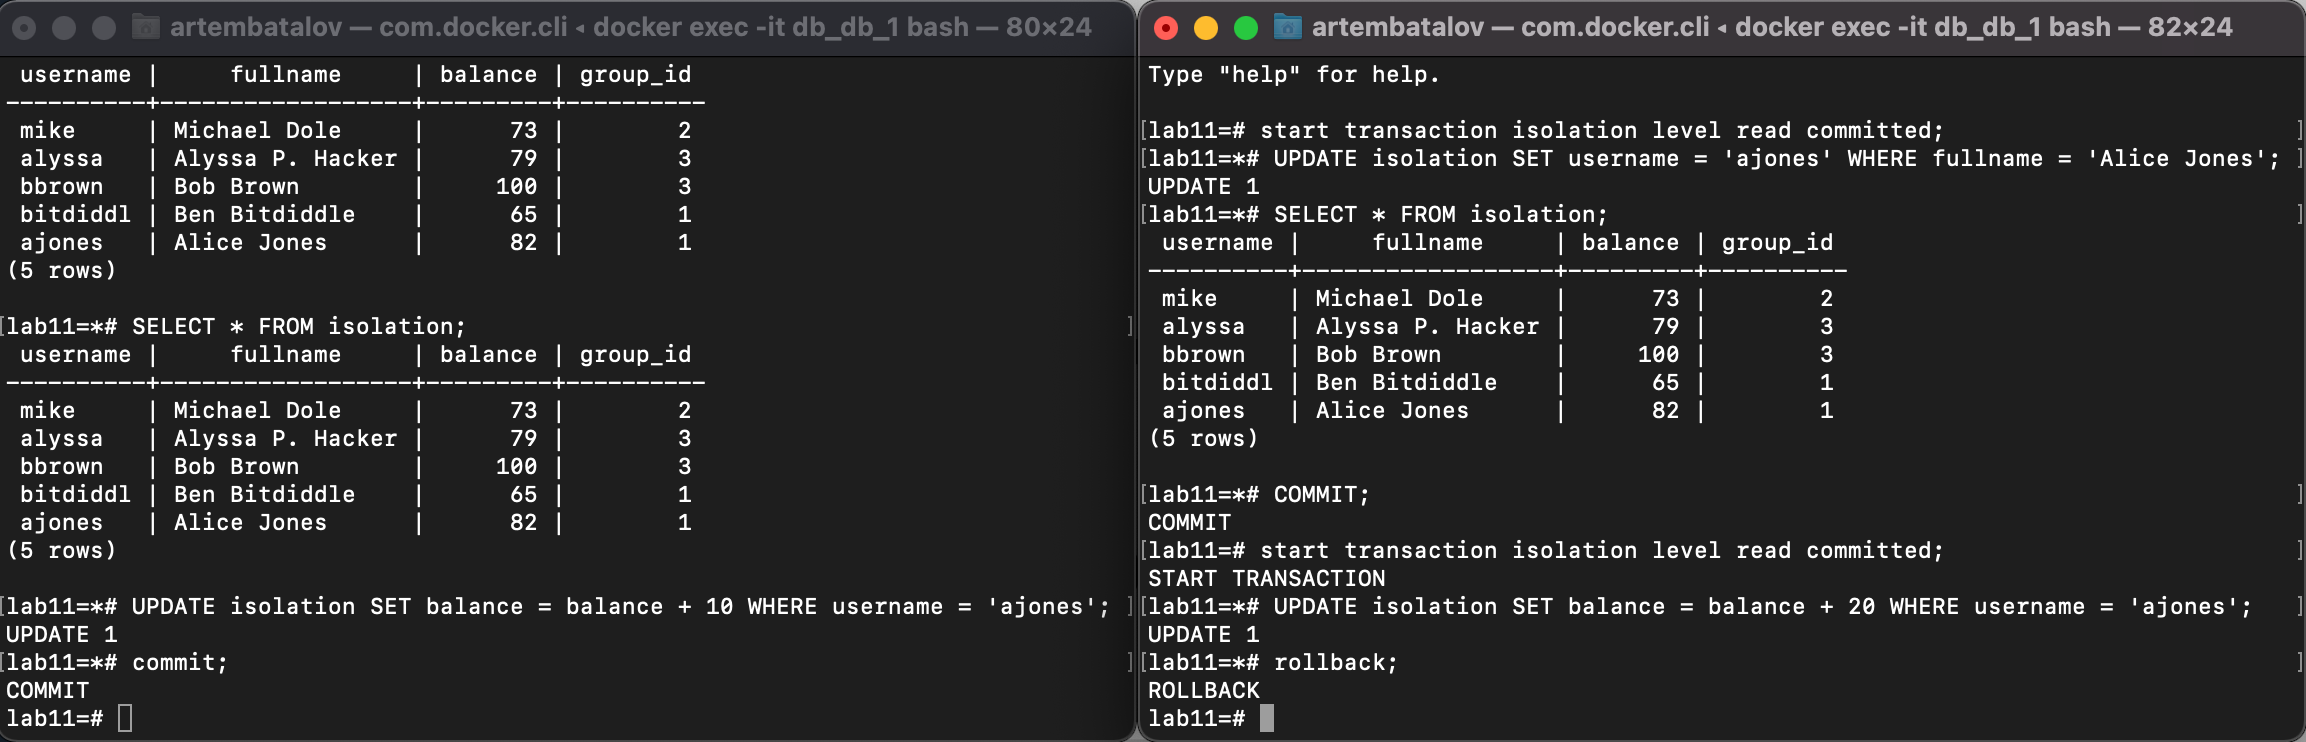 artembatalov — com.docker.cli ◂ docker exec -it db_db_1 bash — 80×24
 username |     fullname     | balance | group_id
----------+------------------+---------+----------
 mike     | Michael Dole     |      73 |        2
 alyssa   | Alyssa P. Hacker |      79 |        3
 bbrown   | Bob Brown        |     100 |        3
 bitdiddl | Ben Bitdiddle    |      65 |        1
 ajones   | Alice Jones      |      82 |        1
(5 rows)

[lab11=*# SELECT * FROM isolation; ]
 username |     fullname     | balance | group_id
----------+------------------+---------+----------
 mike     | Michael Dole     |      73 |        2
 alyssa   | Alyssa P. Hacker |      79 |        3
 bbrown   | Bob Brown        |     100 |        3
 bitdiddl | Ben Bitdiddle    |      65 |        1
 ajones   | Alice Jones      |      82 |        1
(5 rows)

[lab11=*# UPDATE isolation SET balance = balance + 10 WHERE username = 'ajones'; ]
UPDATE 1
[lab11=*# commit; ]
COMMIT
lab11=#
artembatalov — com.docker.cli ◂ docker exec -it db_db_1 bash — 82×24
Type "help" for help.

[lab11=# start transaction isolation level read committed; ]
[lab11=*# UPDATE isolation SET username = 'ajones' WHERE fullname = 'Alice Jones'; ]
UPDATE 1
[lab11=*# SELECT * FROM isolation; ]
 username |     fullname     | balance | group_id
----------+------------------+---------+----------
 mike     | Michael Dole     |      73 |        2
 alyssa   | Alyssa P. Hacker |      79 |        3
 bbrown   | Bob Brown        |     100 |        3
 bitdiddl | Ben Bitdiddle    |      65 |        1
 ajones   | Alice Jones      |      82 |        1
(5 rows)

[lab11=*# COMMIT; ]
COMMIT
[lab11=# start transaction isolation level read committed; ]
START TRANSACTION
[lab11=*# UPDATE isolation SET balance = balance + 20 WHERE username = 'ajones'; ]
UPDATE 1
[lab11=*# rollback; ]
ROLLBACK
lab11=#